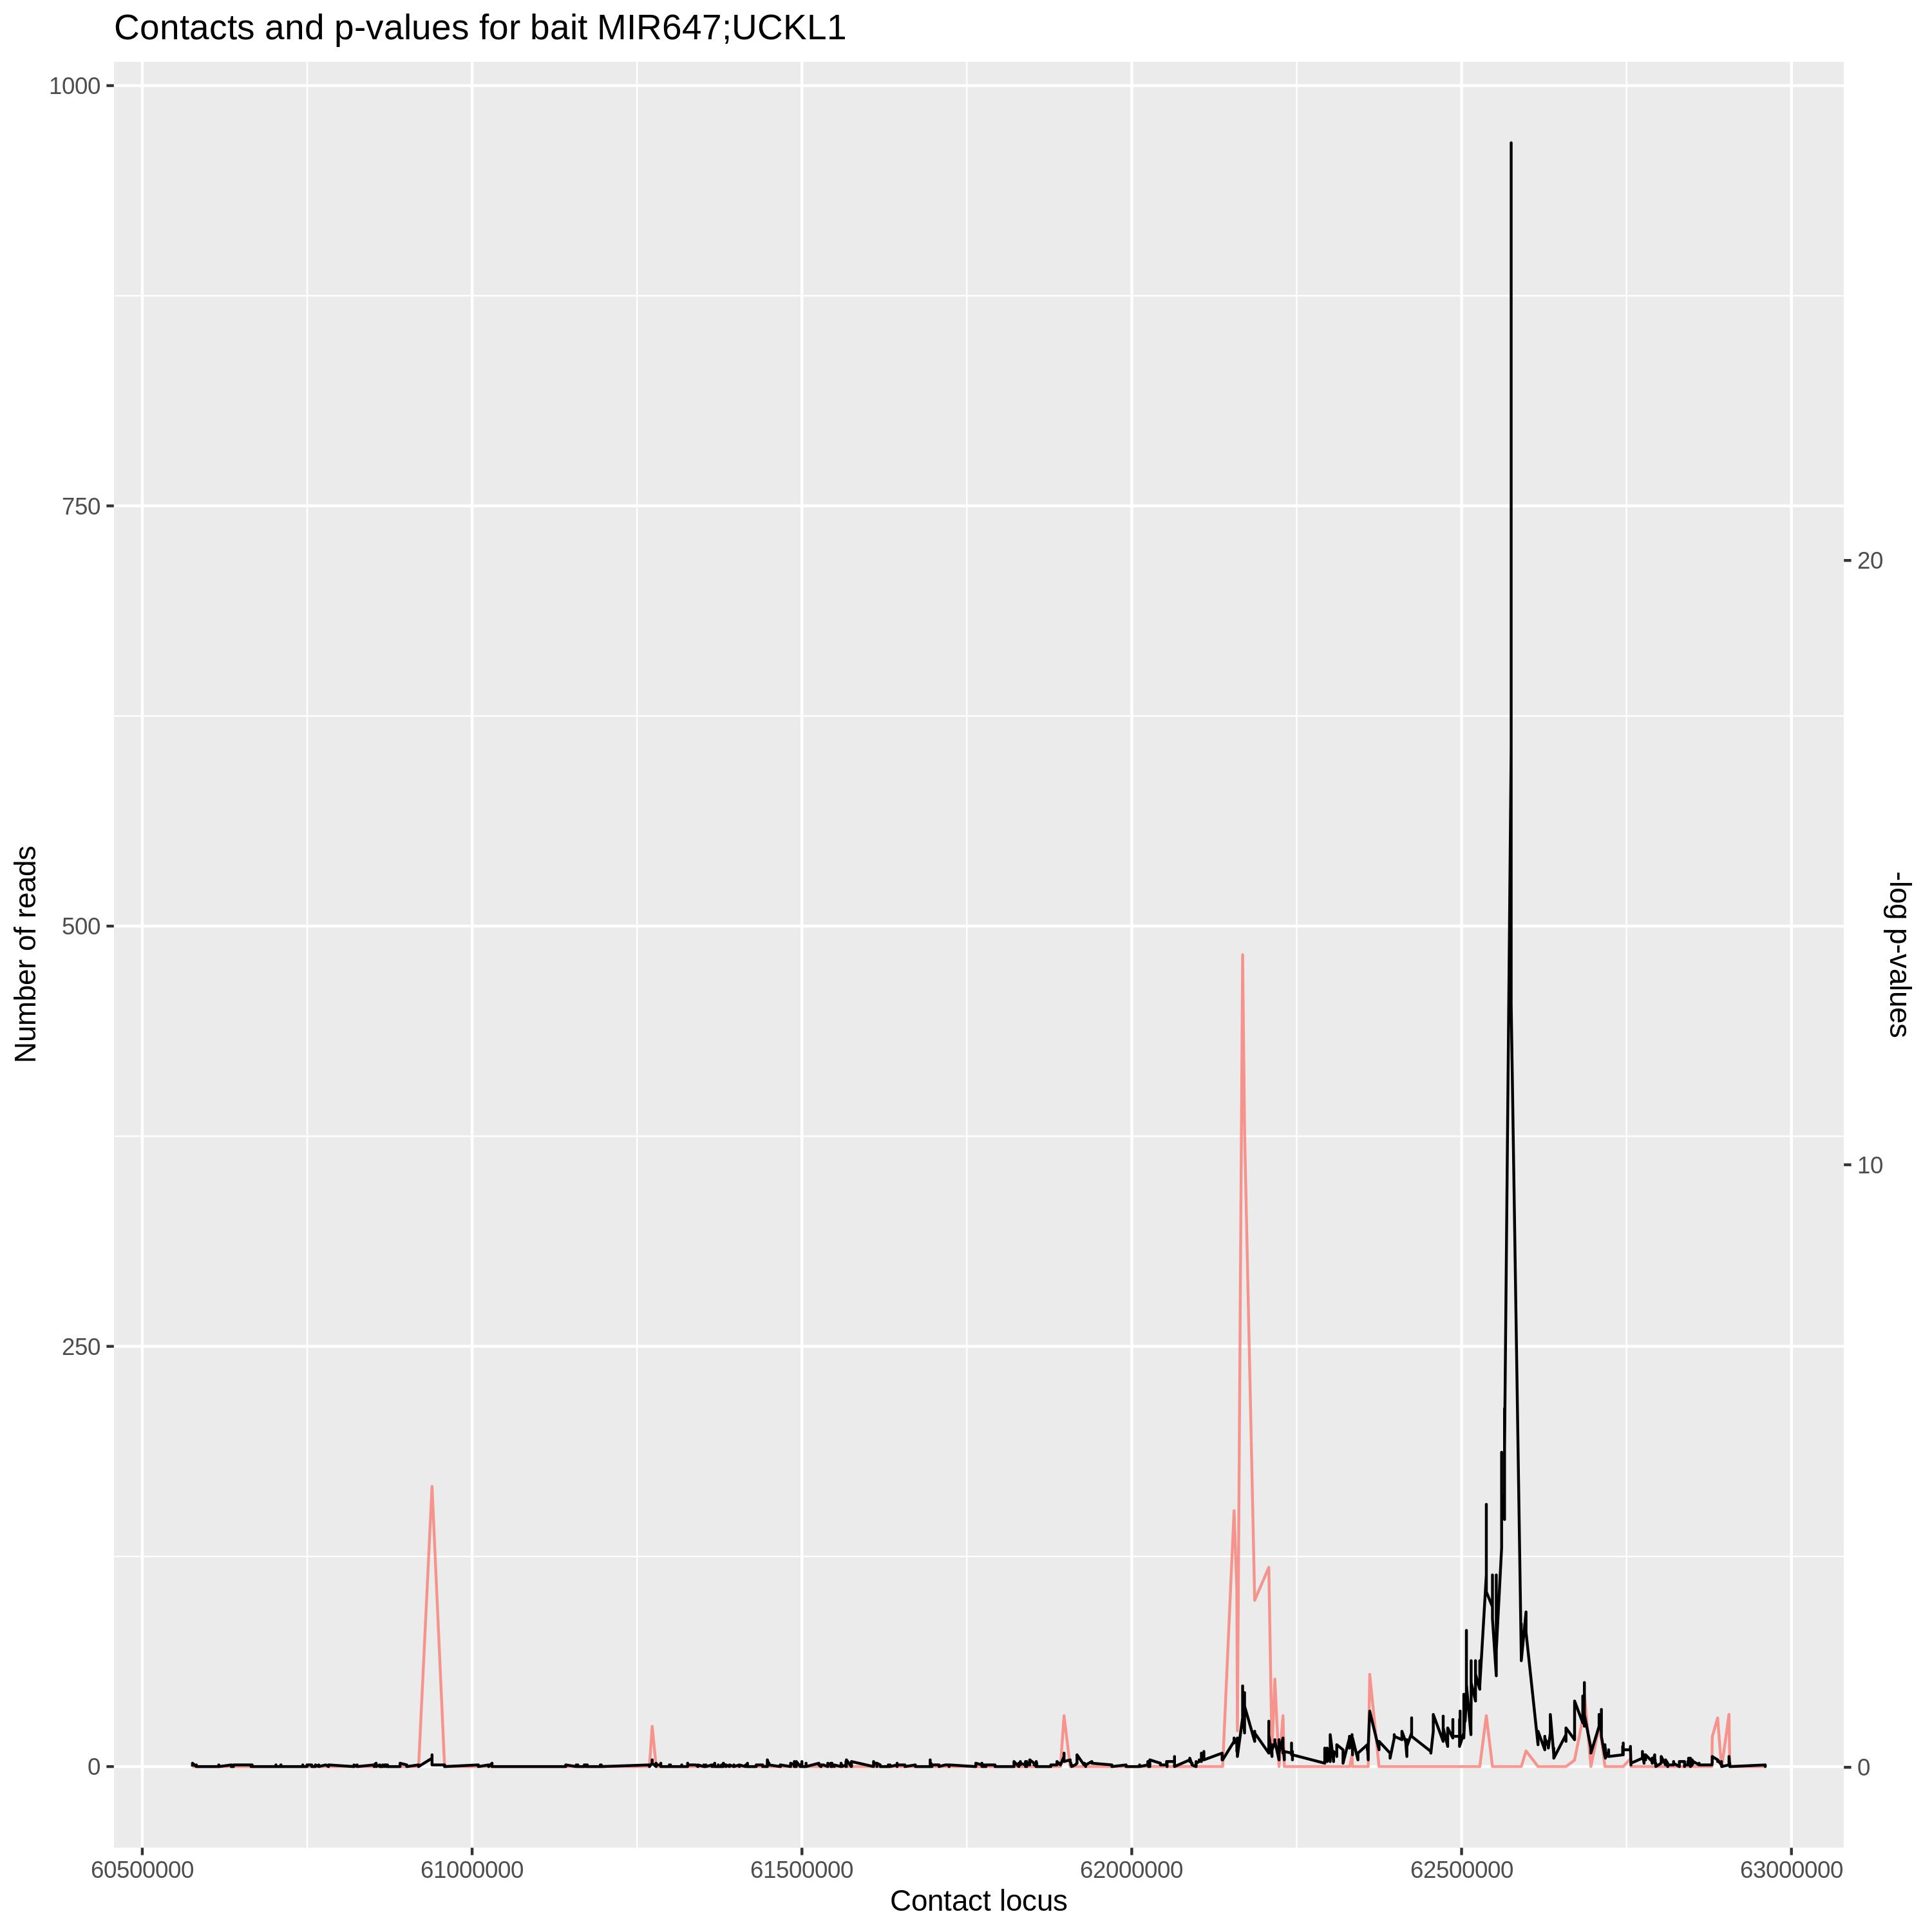 Contacts and p-values for bait MIR647;UCKL1
1000
750
500
250
0
Number of reads
20
10
0
-log p-values
60500000 61000000 61500000 62000000 62500000 63000000
Contact locus